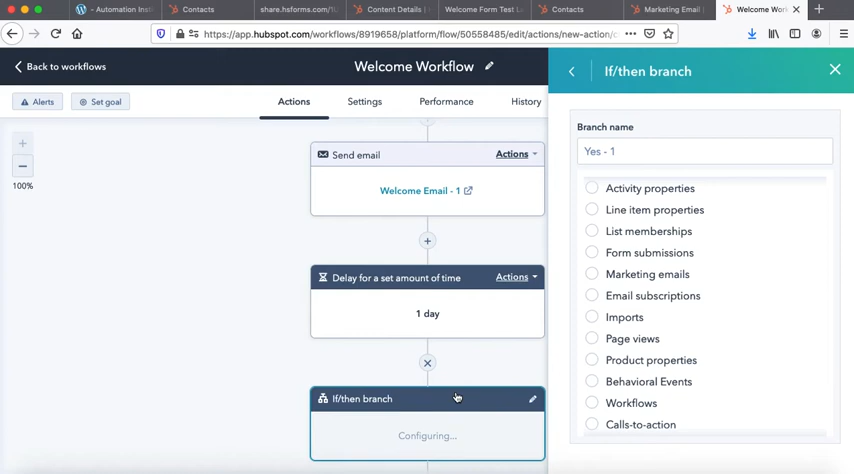 - Automation Insti
Contacts
share.hsforms.com/1\
Content Details |
Welcome Form Test La
Contacts
Marketing Email
Welcome Work
https://app.hubspot.com/workflows/8919658/platform/flow/50558485/edit/actions/new-action/c
Back to workflows
Welcome Workflow
If/then branch
Alerts
Set goal
Actions
Settings
Performance
History
100%
Send email
Actions
Welcome Email - 1
Delay for a set amount of time
Actions
1 day
If/then branch
Configuring...
Branch name
Yes - 1
Activity properties
Line item properties
List memberships
Form submissions
Marketing emails
Email subscriptions
Imports
Page views
Product properties
Behavioral Events
Workflows
Calls-to-action